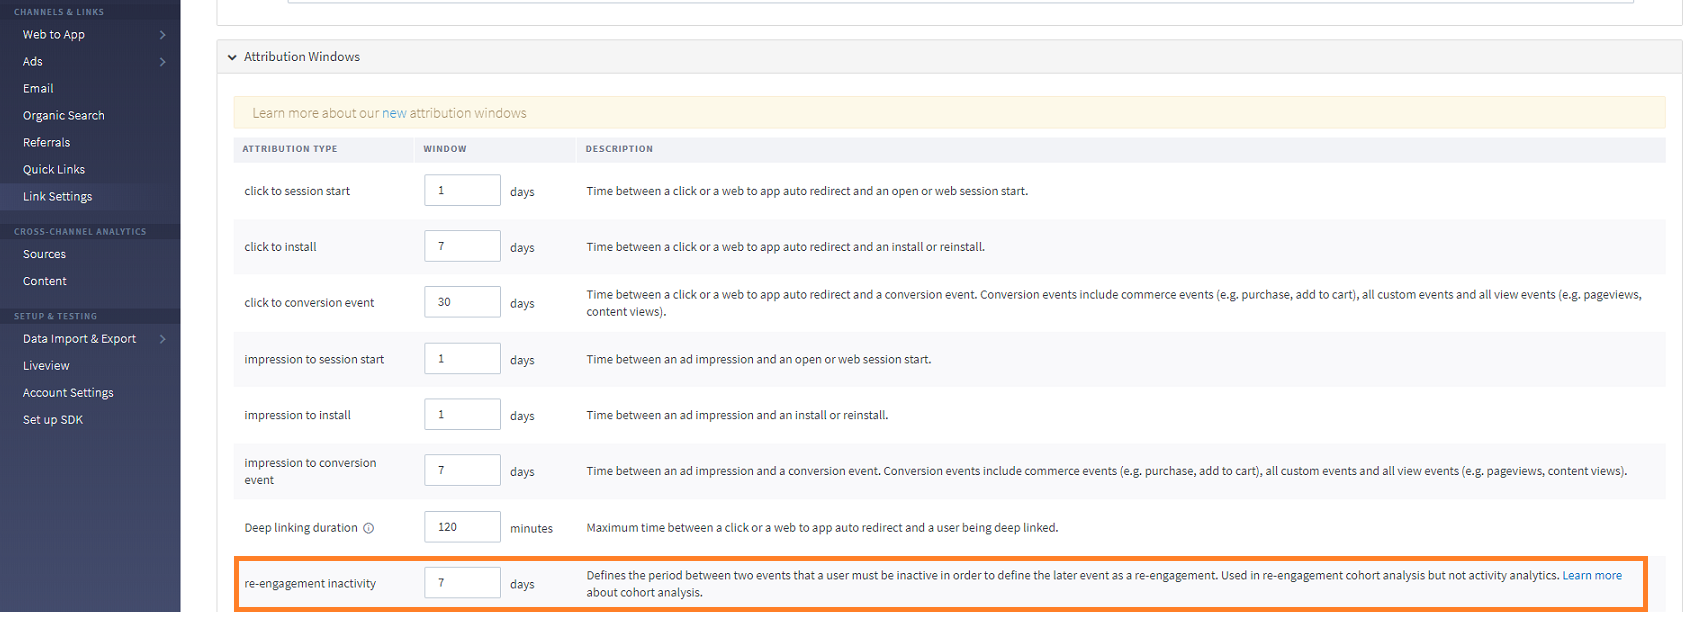 CHANNELS & LINKS
Web to App
Ads
Email
Organic Search
Referrals
Quick Links
Link Settings
CROSS-CHANNEL ANALYTICS
Sources
Content
SETUP & TESTING
Data Import & Export
Liveview
Account Settings
Set up SDK
Attribution Windows
Learn more about our new attribution windows
ATTRIBUTION TYPE WINDOW DESCRIPTION
click to session start 1 days Time between a click or a web to app auto redirect and an open or web session start.
click to install 7 days Time between a click or a web to app auto redirect and an install or reinstall.
click to conversion event 30 days Time between a click or a web to app auto redirect and a conversion event. Conversion events include commerce events (e.g. purchase, add to cart), all custom events and all view events (e.g. pageviews,
content views).
impression to session start 1 days Time between an ad impression and an open or web session start.
impression to install 1 days Time between an ad impression and an install or reinstall.
impression to conversion
event 7 days Time between an ad impression and a conversion event. Conversion events include commerce events (e.g. purchase, add to cart), all custom events and all view events (e.g. pageviews, content views).
Deep linking duration 120 minutes Maximum time between a click or a web to app auto redirect and a user being deep linked.
re-engagement inactivity 7 days Defines the period between two events that a user must be inactive in order to define the later event as a re-engagement. Used in re-engagement cohort analysis but not activity analytics. Learn more
about cohort analysis.